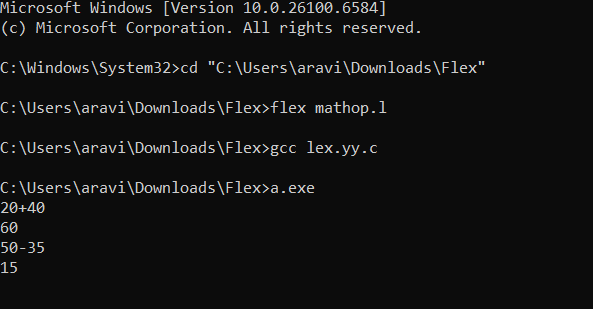 Microsoft Windows [Version 10.0.26100.6584]
(c) Microsoft Corporation. All rights reserved.
C:\Windows\System32>cd "C:\Users\aravi\Downloads\Flex"
C:\Users\aravi\Downloads\Flex>flex mathop.l
C:\Users\aravi\Downloads\Flex>gcc lex.yy.c
C:\Users\aravi\Downloads\Flex>a.exe
20+40
60
50-35
15